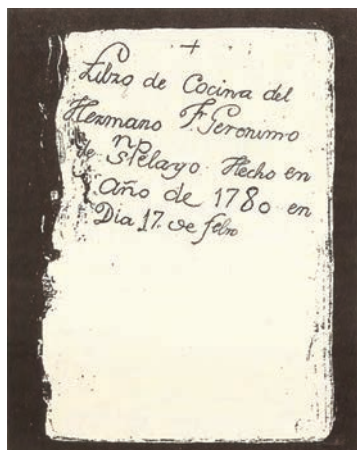 +
Libro de Cocina del
Hermano F. Geronimo
de Sn Pelayo Hecho en
año de 1780 en
Dia 17. de febro